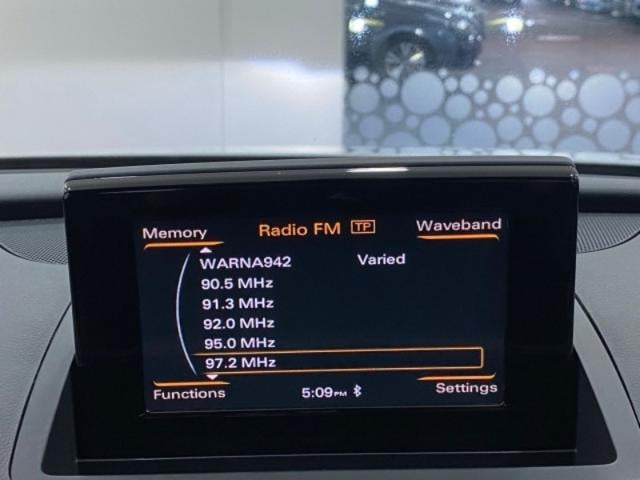 Memory Radio FM TP Waveband
WARNA942 Varied
90.5 MHz
91.3 MHz
92.0 MHz
95.0 MHz
97.2 MHz
Functions 5:09PM Settings